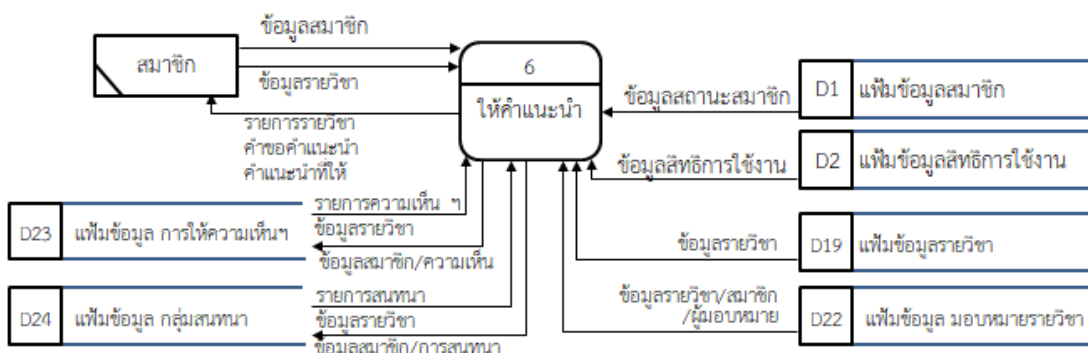 ข้อมูลสมาชิก
สมาชิก
ข้อมูลรายวิชา
รายการรายวิชา
คำขอคำแนะนำ
คำแนะนำที่ให้
6
ให้คำแนะนำ
ข้อมูลสถานะสมาชิก
D1 แฟ้มข้อมูลสมาชิก
ข้อมูลสิทธิการใช้งาน
D2 แฟ้มข้อมูลสิทธิการใช้งาน
รายการความเห็น ฯ
D23 แฟ้มข้อมูล การให้ความเห็นฯ
ข้อมูลรายวิชา
ข้อมูลสมาชิก/ความเห็น
ข้อมูลรายวิชา
D19 แฟ้มข้อมูลรายวิชา
รายการสนทนา
D24 แฟ้มข้อมูล กลุ่มสนทนา
ข้อมูลรายวิชา
ข้อมูลสมาชิก/การสนทนา
ข้อมูลรายวิชา/สมาชิก
/ผู้มอบหมาย
D22 แฟ้มข้อมูล มอบหมายรายวิชา